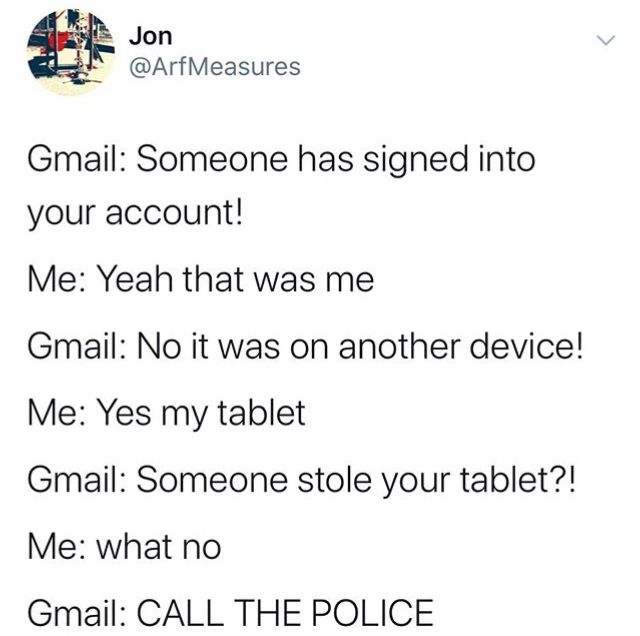 Jon
@ArfMeasures
Gmail: Someone has signed into
your account!
Me: Yeah that was me
Gmail: No it was on another device!
Me: Yes my tablet
Gmail: Someone stole your tablet?!
Me: what no
Gmail: CALL THE POLICE